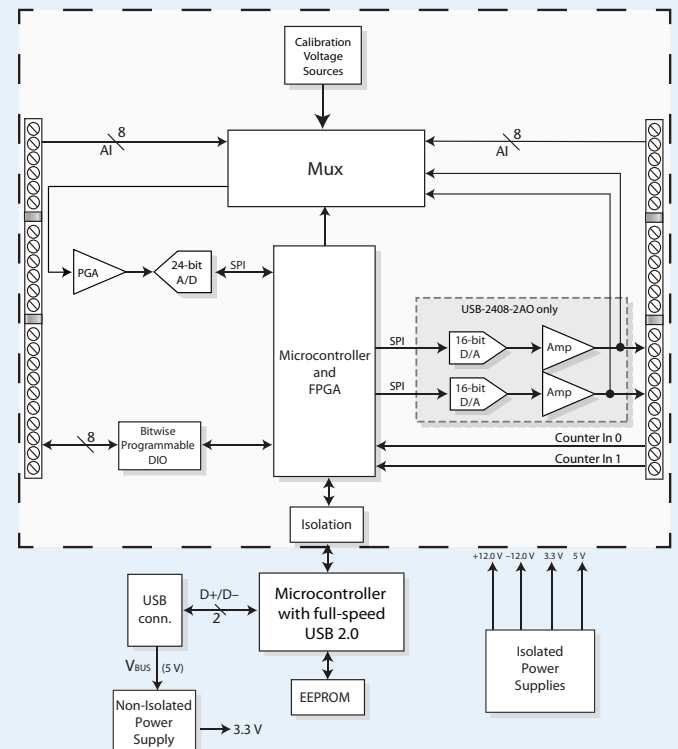 Calibration
Voltage
Sources
8
AI
8
AI
Mux
PGA
24-bit
A/D
SPI
Microcontroller
and
FPGA
USB-2408-2AO only
SPI
16-bit
D/A
Amp
SPI
16-bit
D/A
Amp
8
Bitwise
Programmable
DIO
Counter In 0
Counter In 1
Isolation
+12.0 V –12.0 V 3.3 V 5 V
USB
conn.
D+/D–
2
Microcontroller
with full-speed
USB 2.0
Isolated
Power
Supplies
VBUS (5 V)
EEPROM
Non-Isolated
Power
Supply
3.3 V